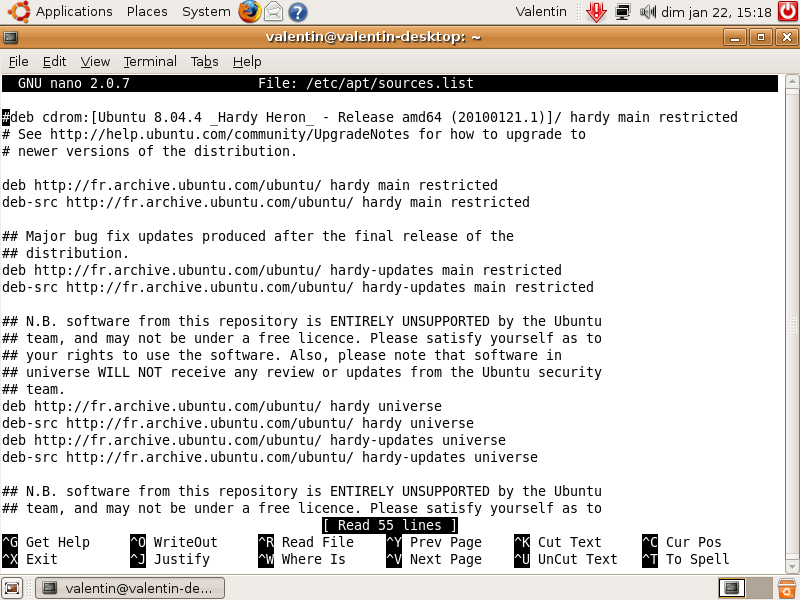 Applications Places System Valentin dim jan 22, 15:18
valentin@valentin-desktop: ~
File Edit View Terminal Tabs Help
GNU nano 2.0.7 File: /etc/apt/sources.list
#deb cdrom:[Ubuntu 8.04.4 _Hardy Heron_ - Release amd64 (20100121.1)]/ hardy main restricted
# See http://help.ubuntu.com/community/UpgradeNotes for how to upgrade to
# newer versions of the distribution.
deb http://fr.archive.ubuntu.com/ubuntu/ hardy main restricted
deb-src http://fr.archive.ubuntu.com/ubuntu/ hardy main restricted
## Major bug fix updates produced after the final release of the
## distribution.
deb http://fr.archive.ubuntu.com/ubuntu/ hardy-updates main restricted
deb-src http://fr.archive.ubuntu.com/ubuntu/ hardy-updates main restricted
## N.B. software from this repository is ENTIRELY UNSUPPORTED by the Ubuntu
## team, and may not be under a free licence. Please satisfy yourself as to
## your rights to use the software. Also, please note that software in
## universe WILL NOT receive any review or updates from the Ubuntu security
## team.
deb http://fr.archive.ubuntu.com/ubuntu/ hardy universe
deb-src http://fr.archive.ubuntu.com/ubuntu/ hardy universe
deb http://fr.archive.ubuntu.com/ubuntu/ hardy-updates universe
deb-src http://fr.archive.ubuntu.com/ubuntu/ hardy-updates universe
## N.B. software from this repository is ENTIRELY UNSUPPORTED by the Ubuntu
## team, and may not be under a free licence. Please satisfy yourself as to
[ Read 55 lines ]
^G Get Help ^O WriteOut ^R Read File ^Y Prev Page ^K Cut Text ^C Cur Pos
^X Exit ^J Justify ^W Where Is ^V Next Page ^U UnCut Text ^T To Spell
valentin@valentin-de...